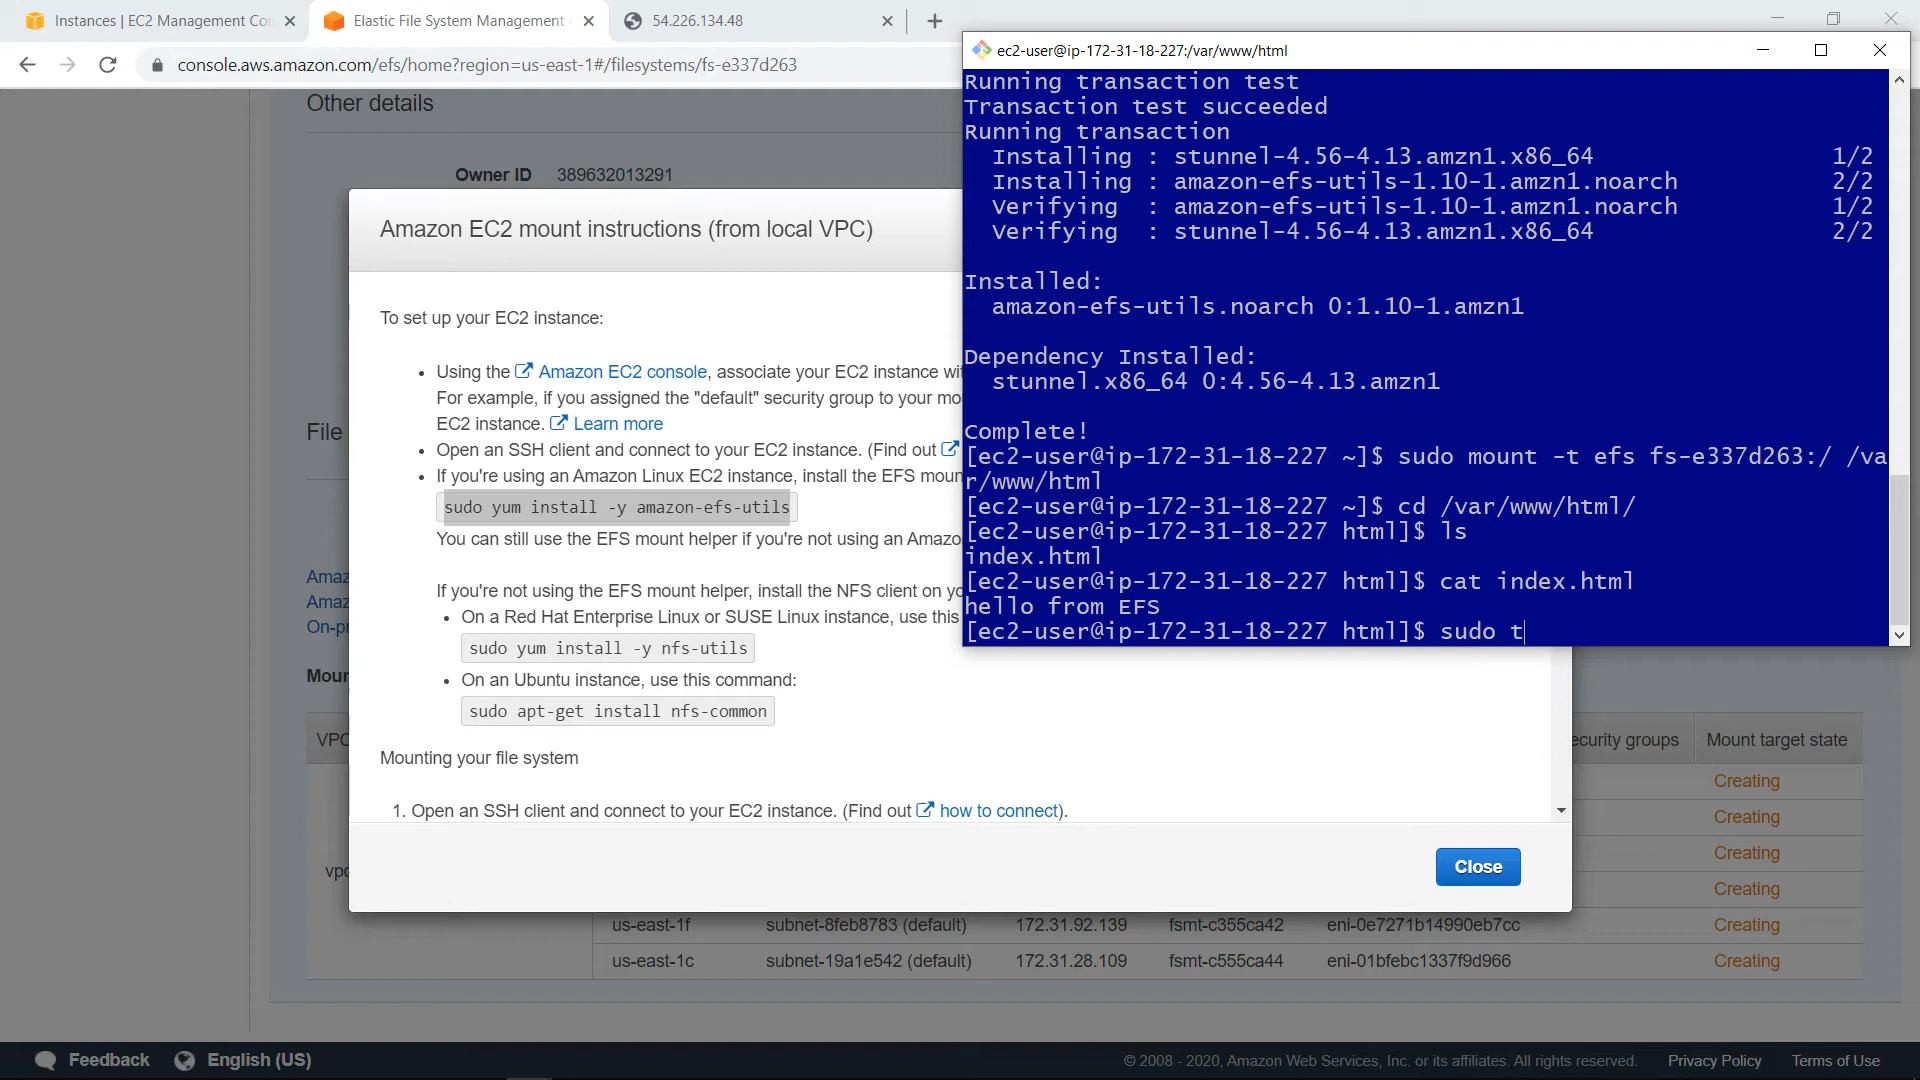 Instances | EC2 Management Con
Elastic File System Management
54.226.134.48
console.aws.amazon.com/efs/home?region=us-east-1#/filesystems/fs-e337d263
Other details
Owner ID 389632013291
File
Amaz
Amaz
On-pr
Moun
VPC
vpc
Amazon EC2 mount instructions (from local VPC)
To set up your EC2 instance:
• Using the Amazon EC2 console, associate your EC2 instance wit
For example, if you assigned the "default" security group to your mo
EC2 instance. Learn more
• Open an SSH client and connect to your EC2 instance. (Find out
• If you're using an Amazon Linux EC2 instance, install the EFS moun
sudo yum install -y amazon-efs-utils
You can still use the EFS mount helper if you're not using an Amazo
If you're not using the EFS mount helper, install the NFS client on yo
• On a Red Hat Enterprise Linux or SUSE Linux instance, use this
sudo yum install -y nfs-utils
• On an Ubuntu instance, use this command:
sudo apt-get install nfs-common
Mounting your file system
1. Open an SSH client and connect to your EC2 instance. (Find out how to connect).
Close
ec2-user@ip-172-31-18-227:/var/www/html
Running transaction test
Transaction test succeeded
Running transaction
Installing : stunnel-4.56-4.13.amzn1.x86_64 1/2
Installing : amazon-efs-utils-1.10-1.amzn1.noarch 2/2
Verifying : amazon-efs-utils-1.10-1.amzn1.noarch 1/2
Verifying : stunnel-4.56-4.13.amzn1.x86_64 2/2
Installed:
amazon-efs-utils.noarch 0:1.10-1.amzn1
Dependency Installed:
stunnel.x86_64 0:4.56-4.13.amzn1
Complete!
[ec2-user@ip-172-31-18-227 ~]$ sudo mount -t efs fs-e337d263:/ /va
r/www/html
[ec2-user@ip-172-31-18-227 ~]$ cd /var/www/html/
[ec2-user@ip-172-31-18-227 html]$ ls
index.html
[ec2-user@ip-172-31-18-227 html]$ cat index.html
hello from EFS
[ec2-user@ip-172-31-18-227 html]$ sudo t
ecurity groups Mount target state
Creating
Creating
Creating
Creating
us-east-1f subnet-8feb8783 (default) 172.31.92.139 fsmt-c355ca42 eni-0e7271b14990eb7cc Creating
us-east-1c subnet-19a1e542 (default) 172.31.28.109 fsmt-c555ca44 eni-01bfebc1337f9d966 Creating
Feedback English (US) © 2008 - 2020, Amazon Web Services, Inc. or its affiliates. All rights reserved. Privacy Policy Terms of Use